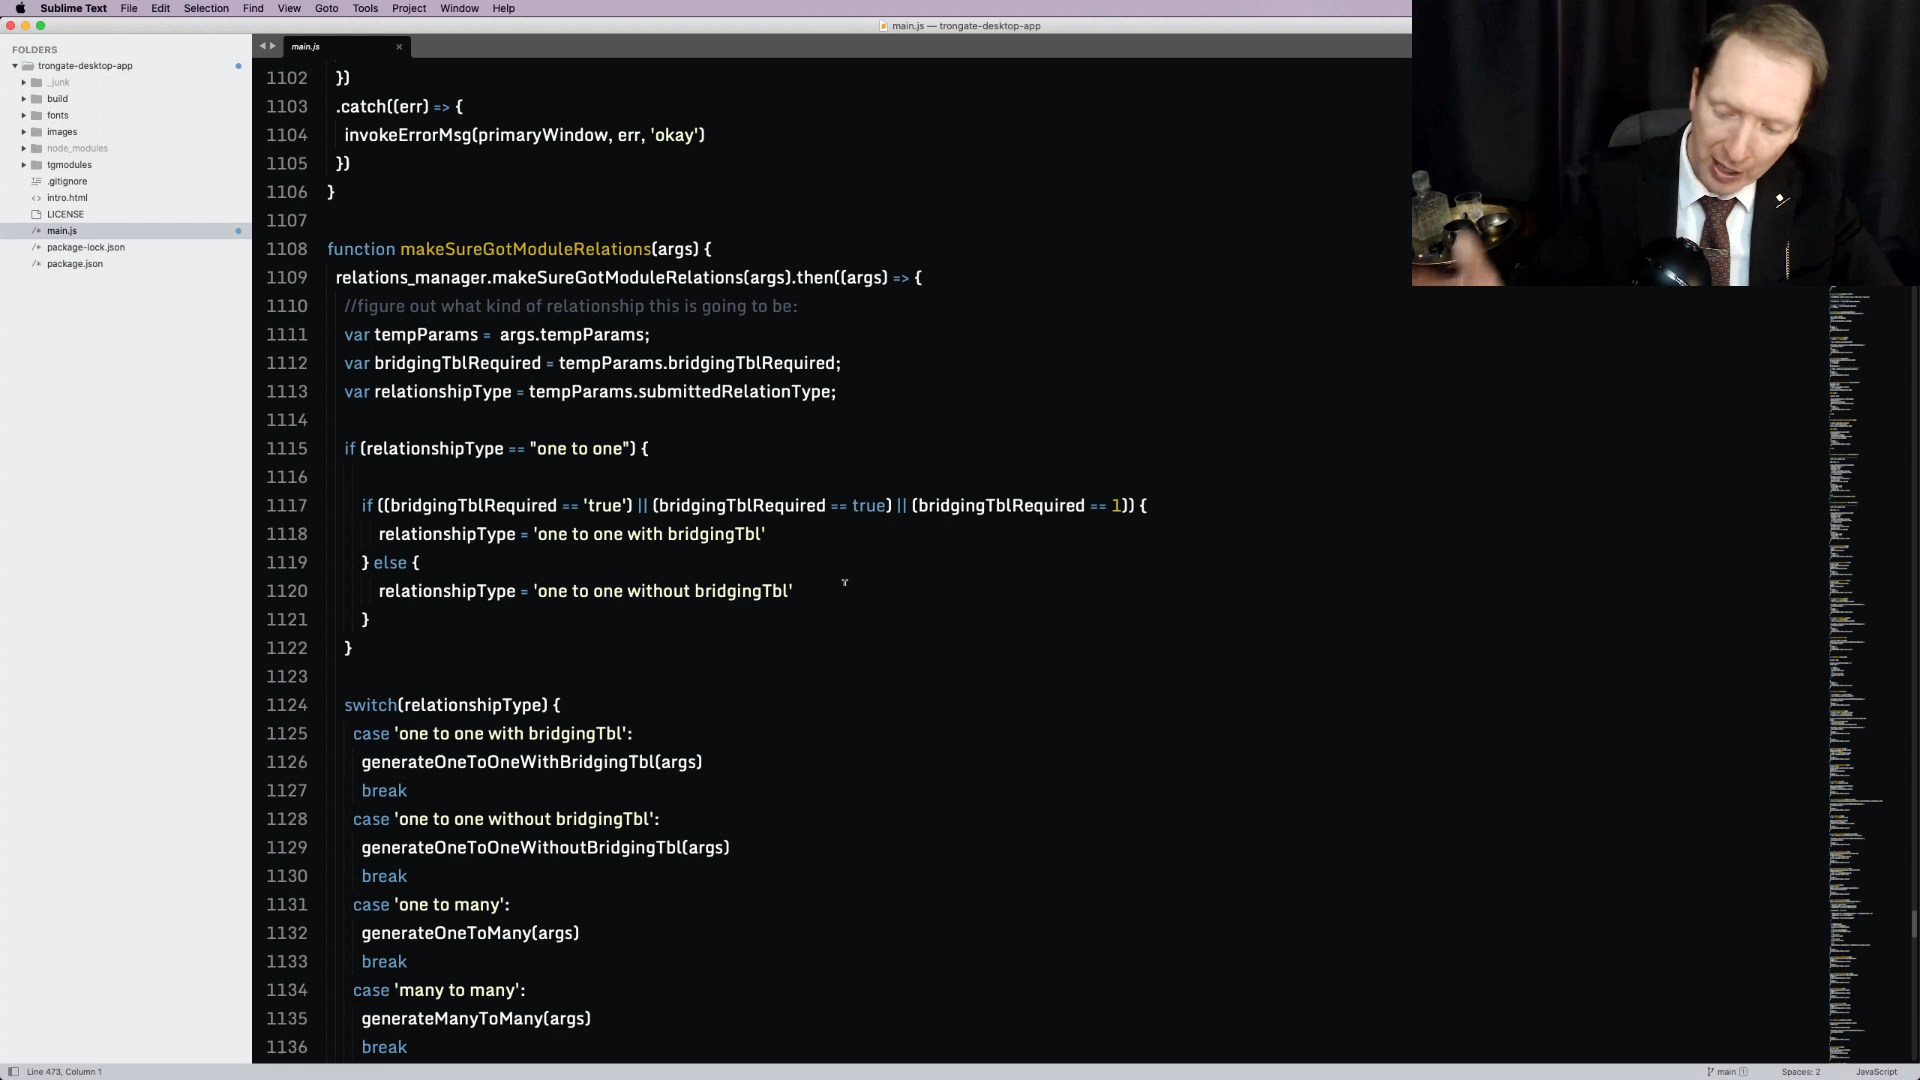 Sublime Text File Edit Selection Find View Goto Tools Project Window Help
main.js — trongate-desktop-app
FOLDERS
trongate-desktop-app
_junk
build
fonts
images
node_modules
tgmodules
.gitignore
intro.html
LICENSE
main.js
package-lock.json
package.json
main.js
1102 })
1103 .catch((err) => {
1104 invokeErrorMsg(primaryWindow, err, 'okay')
1105 })
1106 }
1107
1108 function makeSureGotModuleRelations(args) {
1109 relations_manager.makeSureGotModuleRelations(args).then((args) => {
1110 //figure out what kind of relationship this is going to be:
1111 var tempParams = args.tempParams;
1112 var bridgingTblRequired = tempParams.bridgingTblRequired;
1113 var relationshipType = tempParams.submittedRelationType;
1114
1115 if (relationshipType == "one to one") {
1116
1117 if ((bridgingTblRequired == 'true') || (bridgingTblRequired == true) || (bridgingTblRequired == 1)) {
1118 relationshipType = 'one to one with bridgingTbl'
1119 } else {
1120 relationshipType = 'one to one without bridgingTbl'
1121 }
1122 }
1123
1124 switch(relationshipType) {
1125 case 'one to one with bridgingTbl':
1126 generateOneToOneWithBridgingTbl(args)
1127 break
1128 case 'one to one without bridgingTbl':
1129 generateOneToOneWithoutBridgingTbl(args)
1130 break
1131 case 'one to many':
1132 generateOneToMany(args)
1133 break
1134 case 'many to many':
1135 generateManyToMany(args)
1136 break
Line 473, Column 1
main 1
Spaces: 2
JavaScript